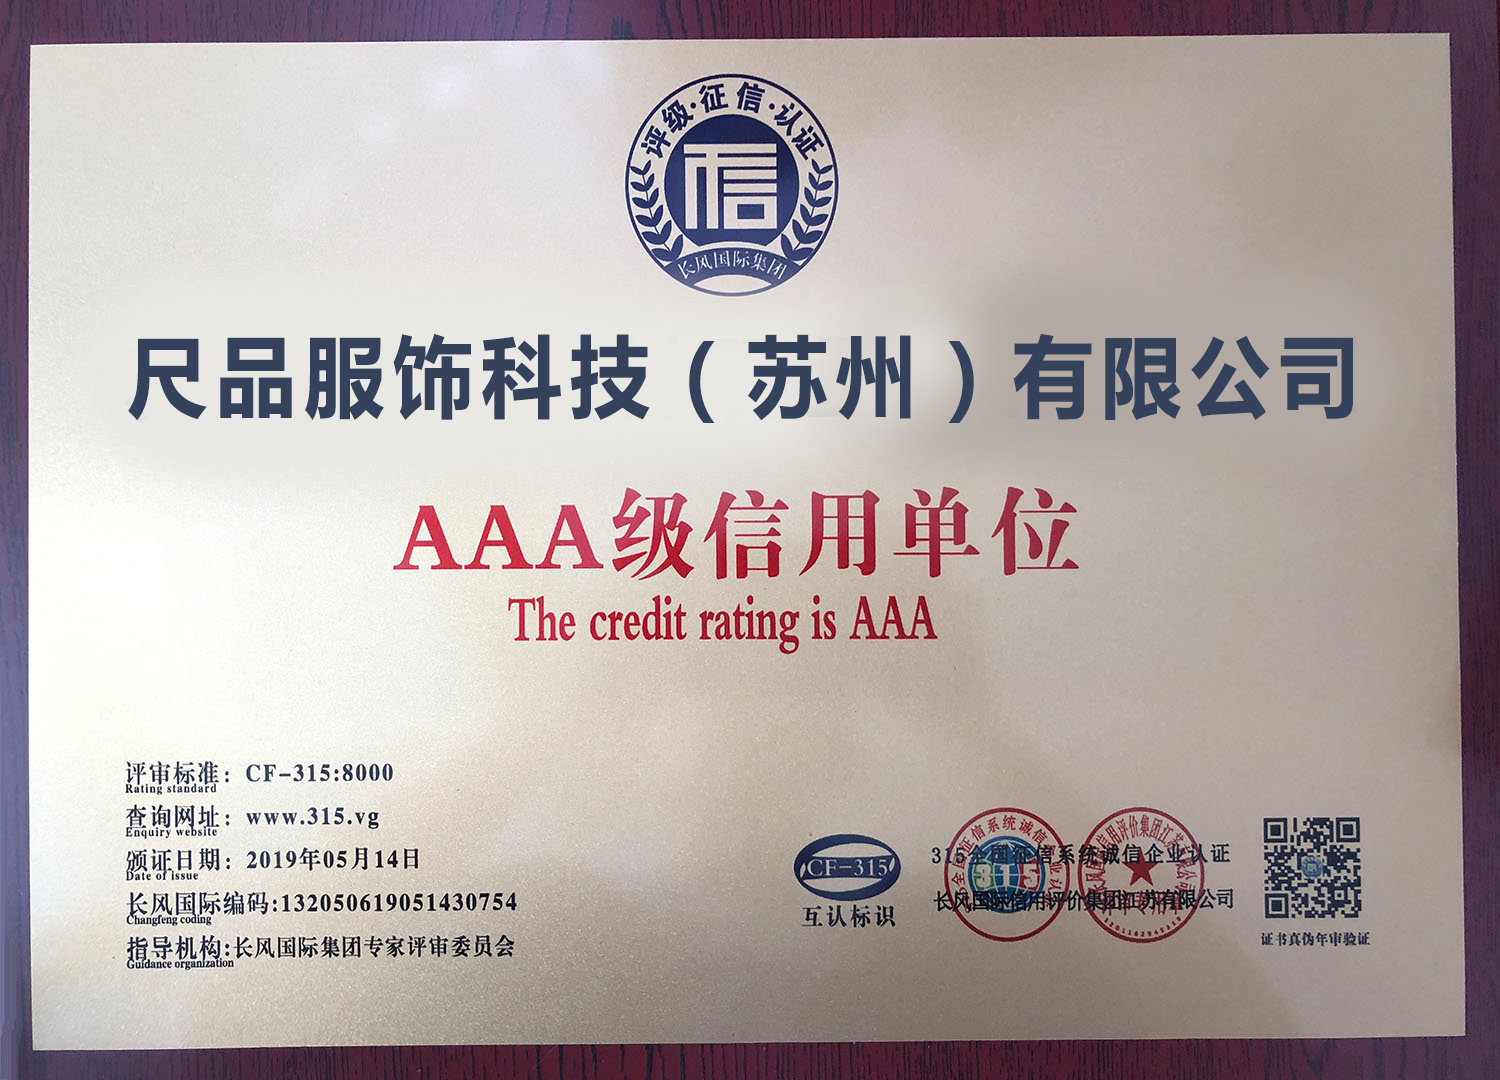 评级·征信·认证
信
长风国际集团
尺品服饰科技（苏州）有限公司
AAA级信用单位
The credit rating is AAA
评审标准：CF-315:8000
Rating standard
查询网址：www.315.vg
Enquiry website
颁证日期：2019年05月14日
Date of issue
长风国际编码:132050619051430754
Changfeng coding
指导机构:长风国际集团专家评审委员会
Guidance organization
CF-315
互认标识
315全国征信系统诚信企业认证
长风国际信用评价集团江苏有限公司
315
证书真伪年审验证